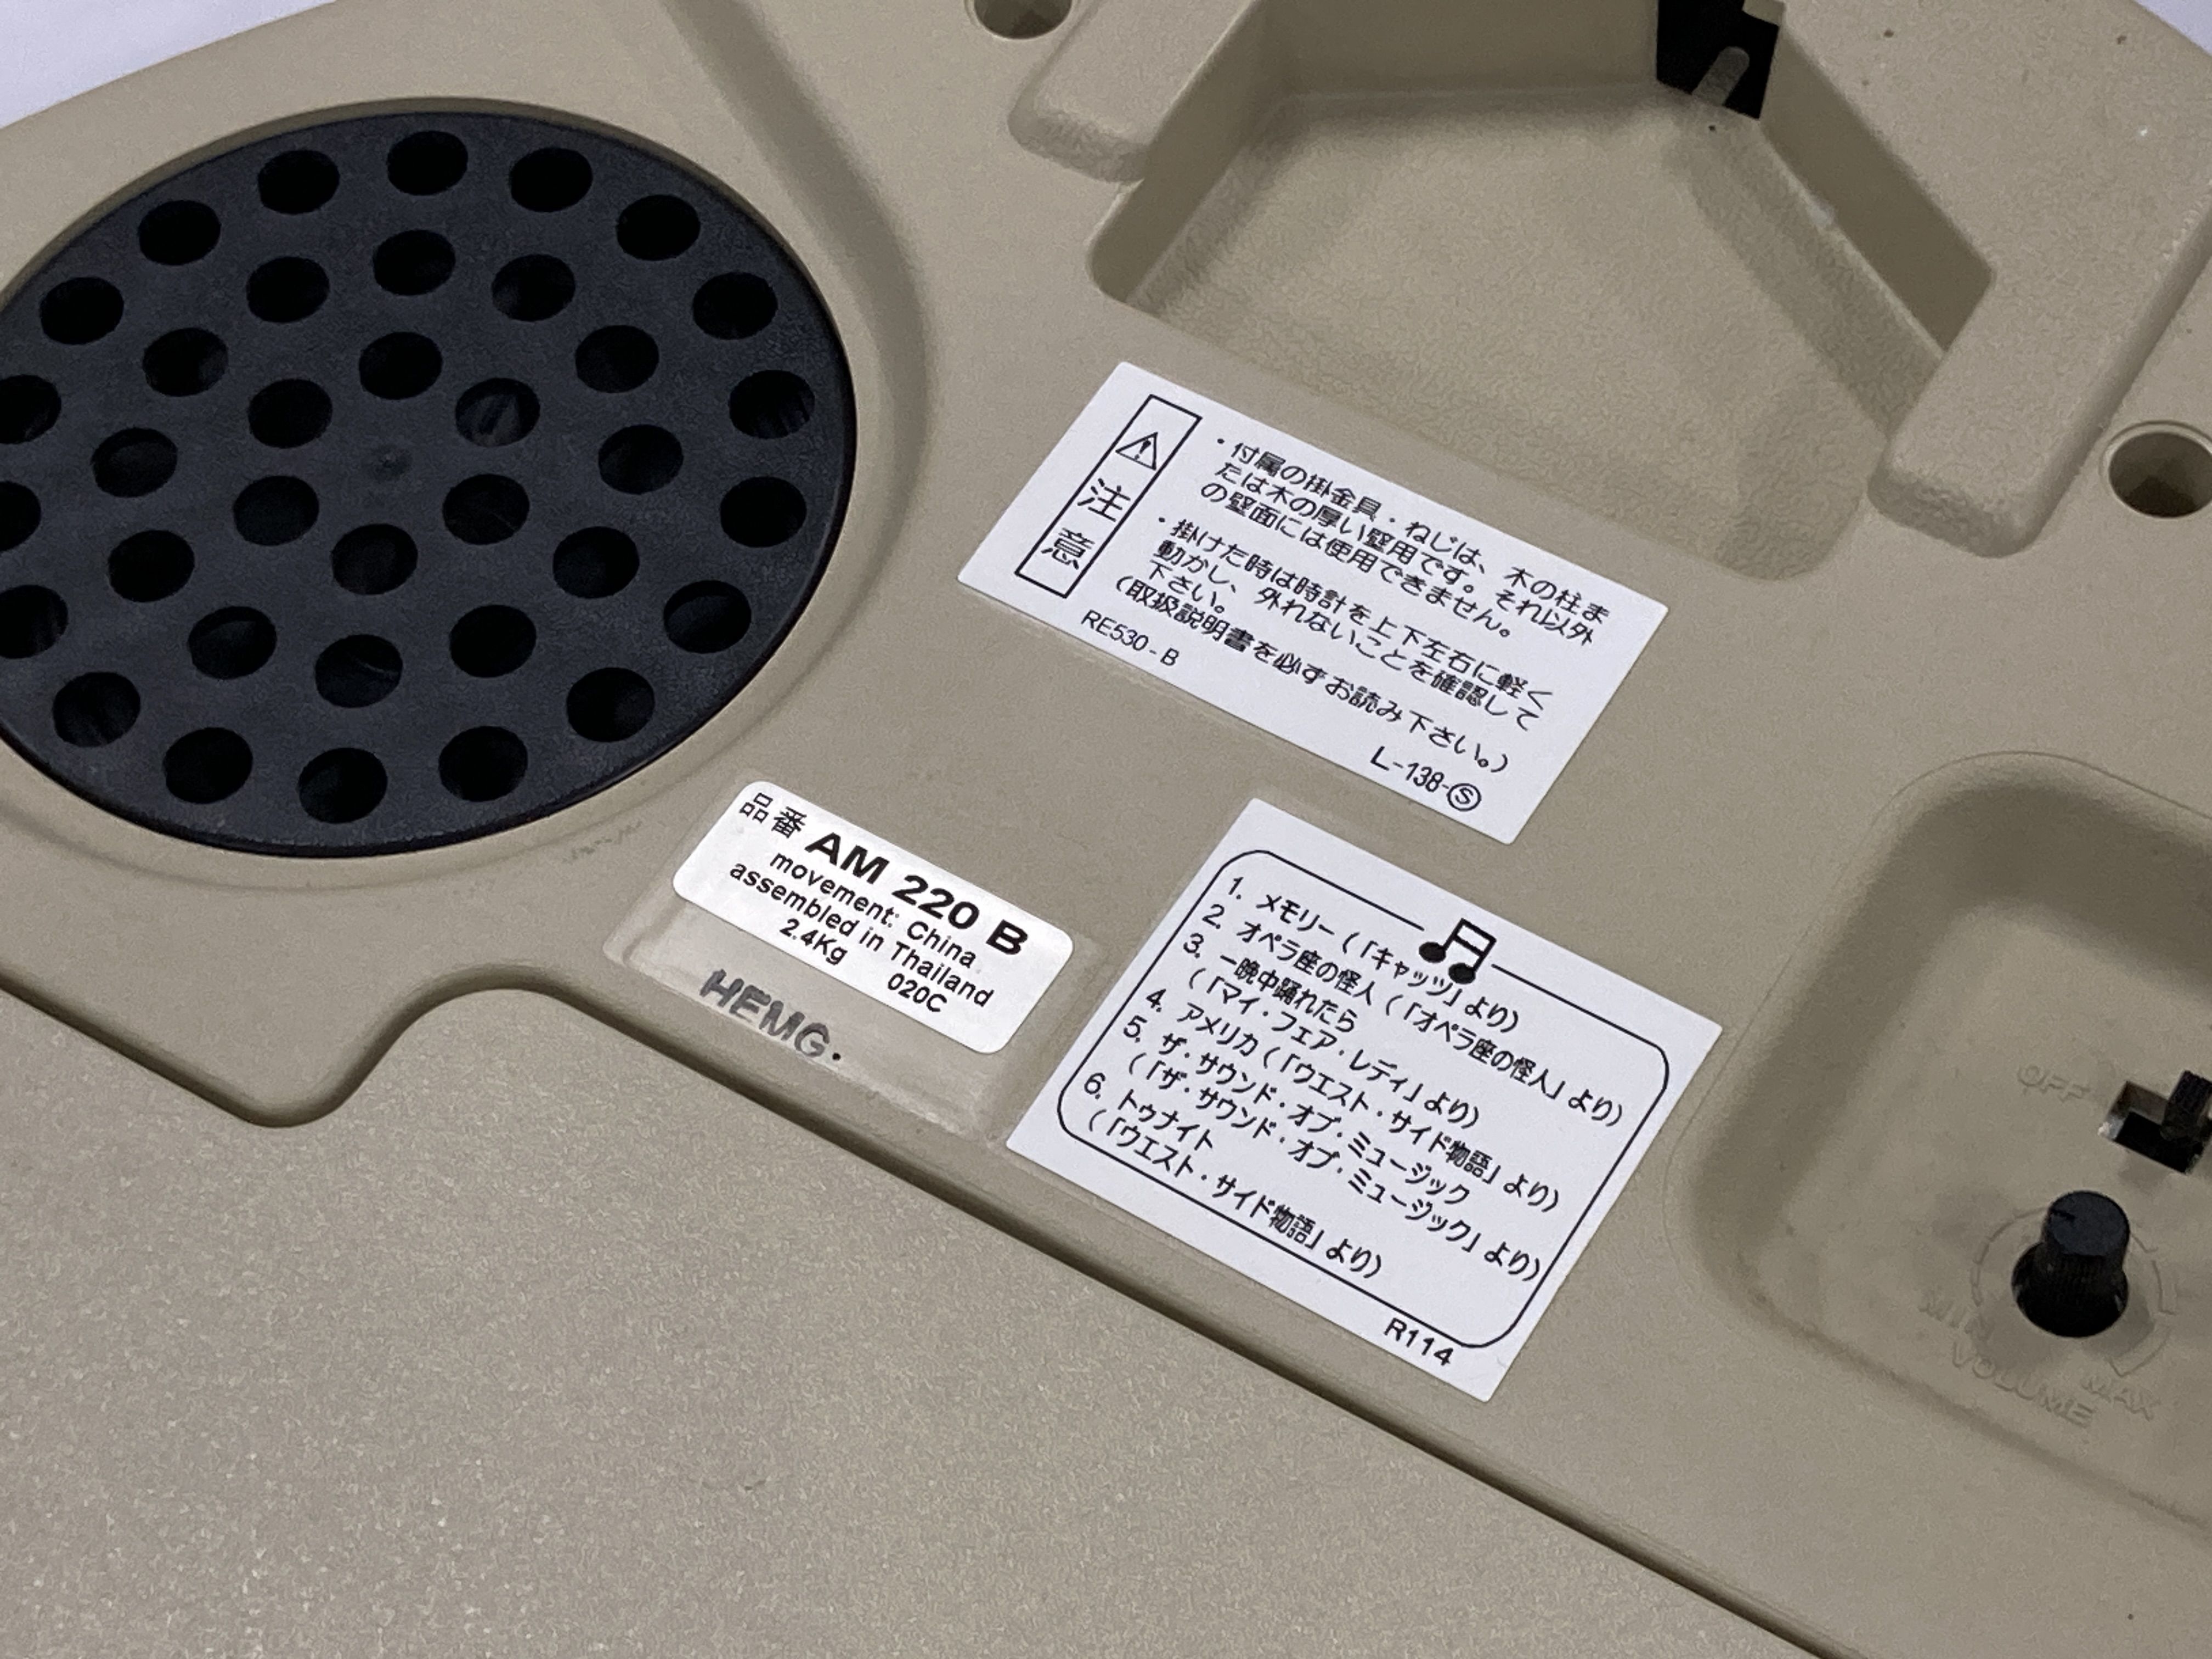 ⚠注意
・付属の掛金具・ねじは、木の柱ま
たは木の厚い壁用です。それ以外
の壁面には使用できません。
・掛けた時は時計を上下左右に軽く
動かし、外れないことを確認して
下さい。
(取扱説明書を必ずお読み下さい。)
RE530-B
L-138-Ⓢ
品番 AM 220 B
movement: China
assembled in Thailand
2.4Kg 020C
HEMG.
1. メモリー(「キャッツ」より)
2. オペラ座の怪人(「オペラ座の怪人」より)
3. 一晩中踊れたら
(「マイ・フェア・レディ」より)
4. アメリカ(「ウエスト・サイド物語」より)
5. ザ・サウンド・オブ・ミュージック
(「ザ・サウンド・オブ・ミュージック」より)
6. トゥナイト
(「ウエスト・サイド物語」より)
R114
OFF
MIN
MAX
VOLUME